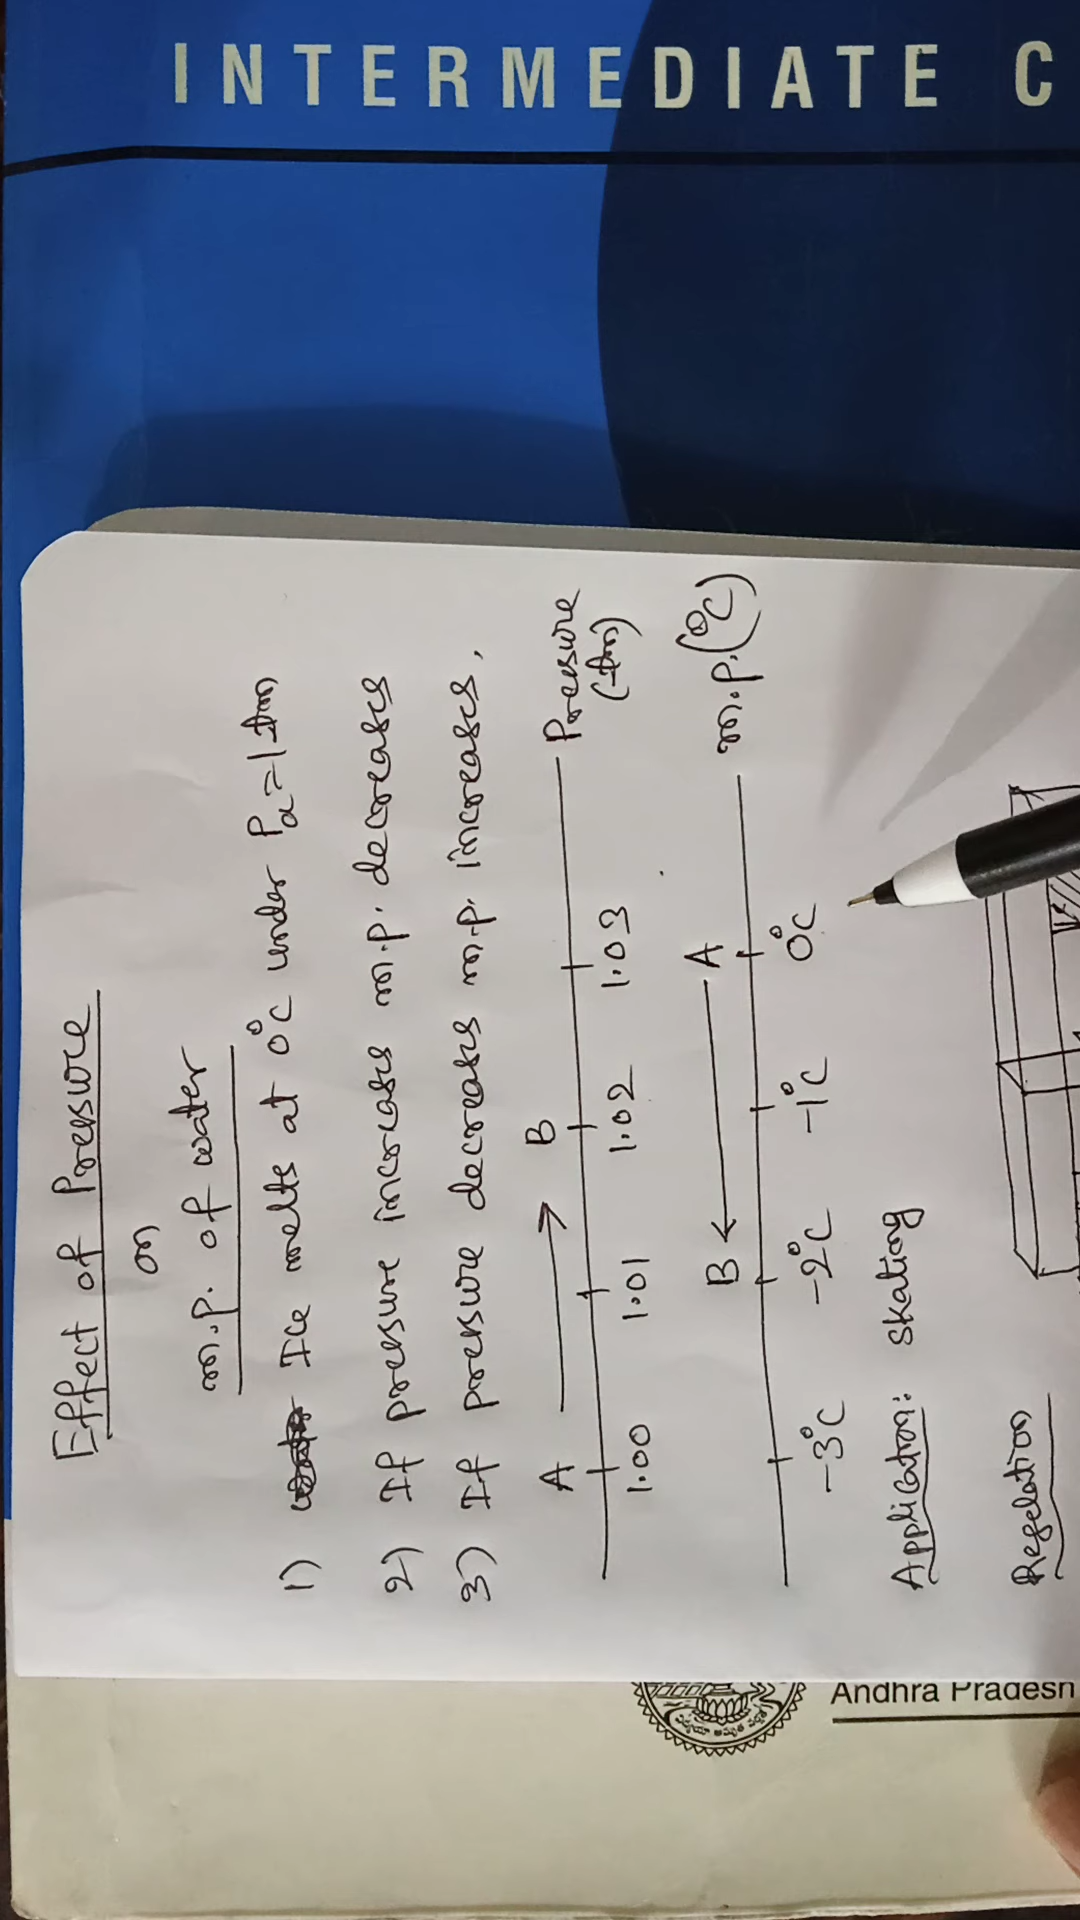 INTERMEDIATE C
Effect of Pressure
on
m.p. of water
1) Ice melts at 0°C under Pa=1atm
2) If pressure increases m.p. decreases
3) If pressure decreases m.p. increases.
A → B Pressure
(atm)
1.00 1.01 1.02 1.03
B ← A m.p.(°C)
-3°C -2°C -1°C 0°C
Application: Skating
Regelation
Andhra Pradesh